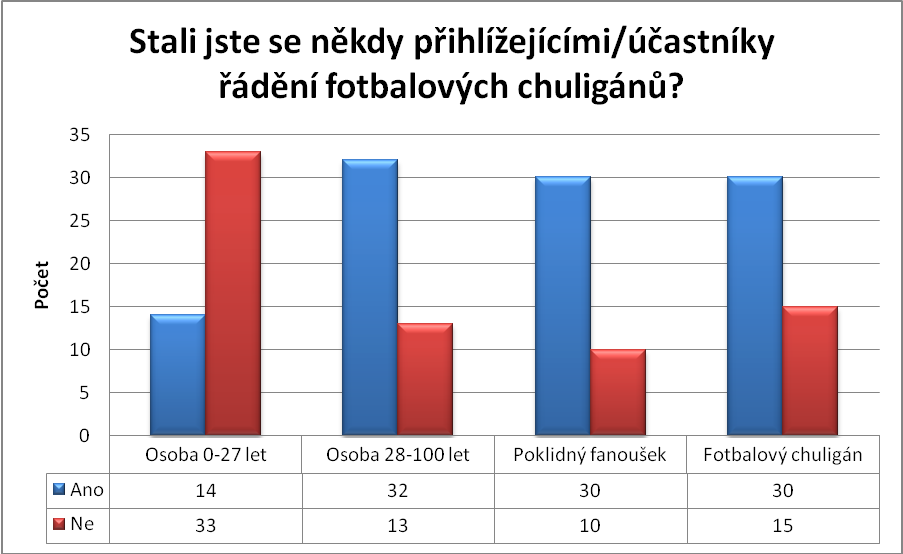 Stali jste se někdy přihlížejícími/účastníky
řádění fotbalových chuligánů?
35
30
25
20
15
10
5
0
Počet
Osoba 0-27 let Osoba 28-100 let Poklidný fanoušek Fotbalový chuligán
Ano 14 32 30 30
Ne 33 13 10 15